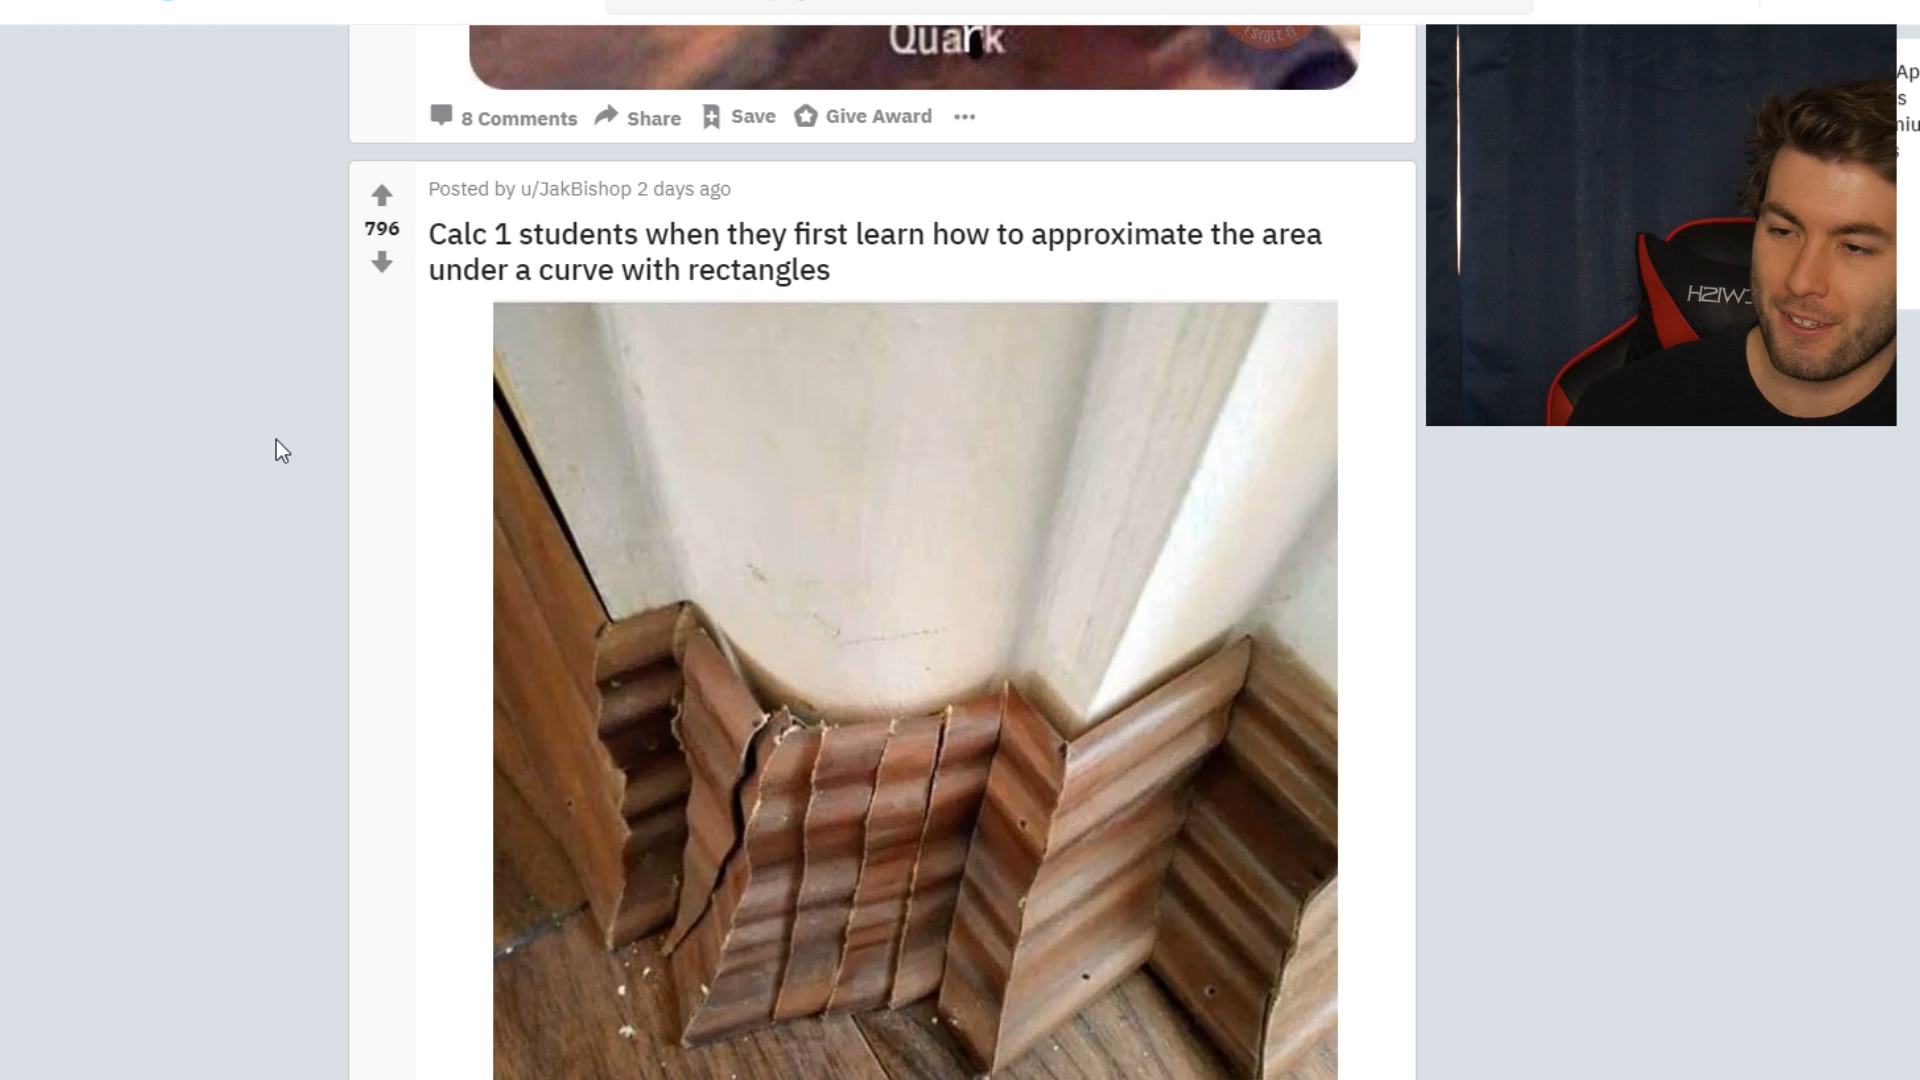 Quark
8 Comments Share Save Give Award
Posted by u/JakBishop 2 days ago
796
Calc 1 students when they first learn how to approximate the area
under a curve with rectangles